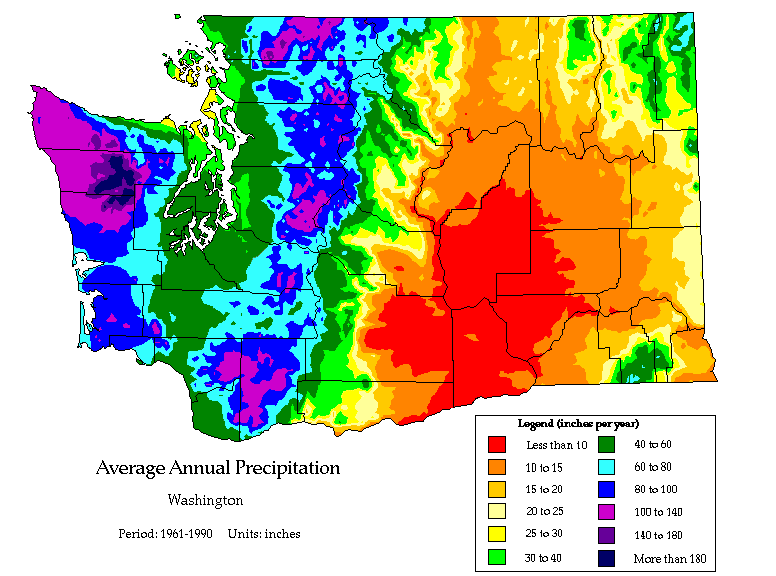 Legend (inches per year)
Less than 10
40 to 60
10 to 15
60 to 80
15 to 20
80 to 100
20 to 25
100 to 140
25 to 30
140 to 180
30 to 40
More than 180
Average Annual Precipitation
Washington
Period: 1961-1990 Units: inches